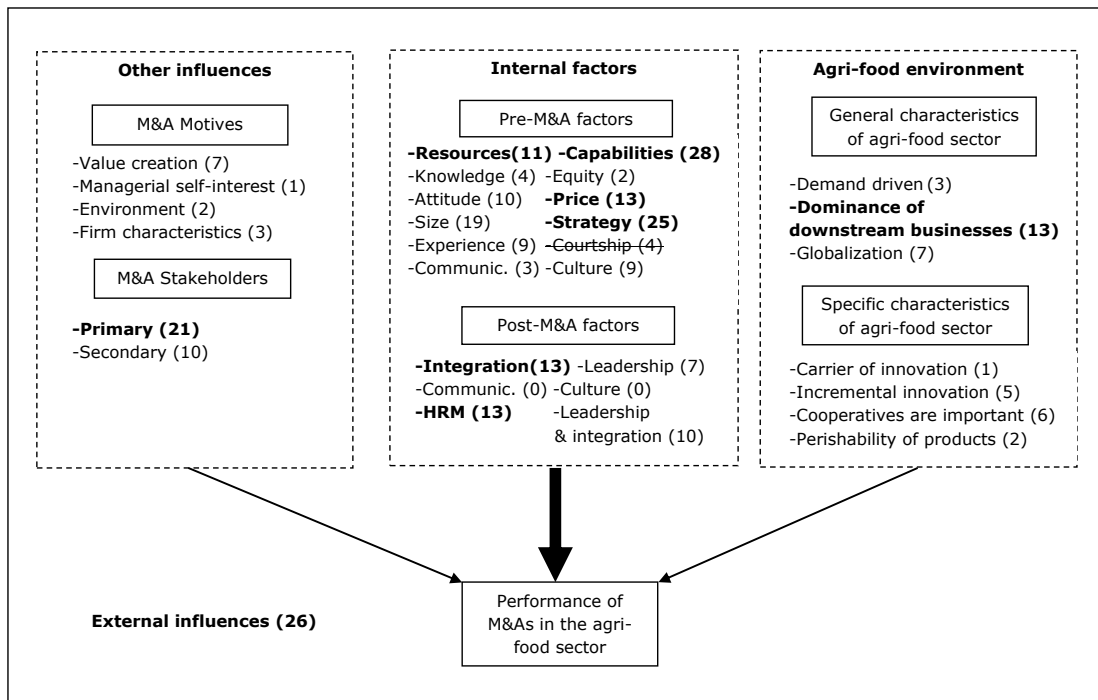 Other influences
M&A Motives
-Value creation (7)
-Managerial self-interest (1)
-Environment (2)
-Firm characteristics (3)
M&A Stakeholders
-Primary (21)
-Secondary (10)
Internal factors
Pre-M&A factors
-Resources(11) -Capabilities (28)
-Knowledge (4) -Equity (2)
-Attitude (10) -Price (13)
-Size (19) -Strategy (25)
-Experience (9) -Courtship (4)
-Communic. (3) -Culture (9)
Post-M&A factors
-Integration(13) -Leadership (7)
-Communic. (0) -Culture (0)
-HRM (13) -Leadership
& integration (10)
Agri-food environment
General characteristics
of agri-food sector
-Demand driven (3)
-Dominance of
downstream businesses (13)
-Globalization (7)
Specific characteristics
of agri-food sector
-Carrier of innovation (1)
-Incremental innovation (5)
-Cooperatives are important (6)
-Perishability of products (2)
External influences (26)
Performance of
M&As in the agri-
food sector